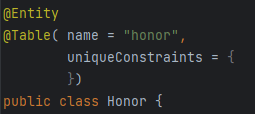 @Entity
@Table( name = "honor",
uniqueConstraints = {
})
public class Honor {